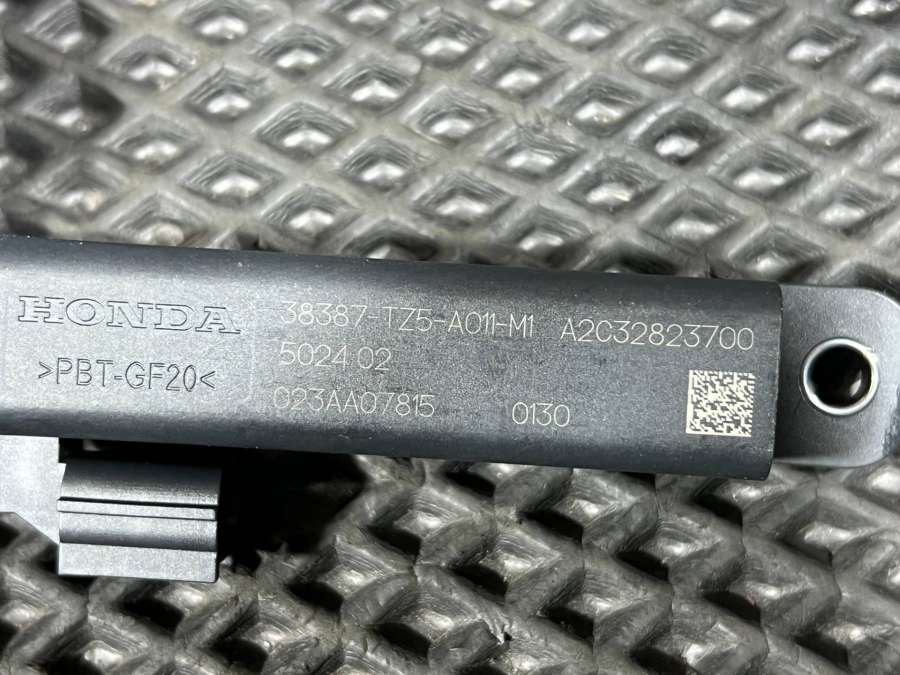 HONDA
>PBT-GF20<
38387-TZ5-A011-M1 A2C32823700
5024 02
023AA07815 0130